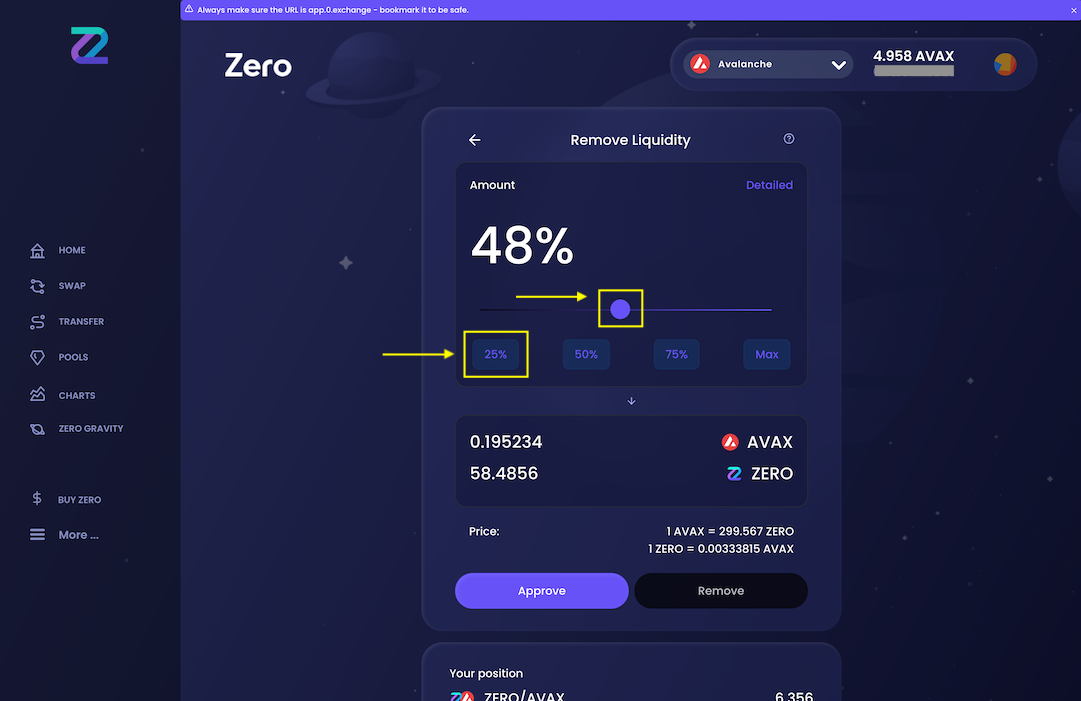 Always make sure the URL is app.0.exchange - bookmark it to be safe.
Zero
Avalanche
4.958 AVAX
HOME
SWAP
TRANSFER
POOLS
CHARTS
ZERO GRAVITY
BUY ZERO
More ...
Remove Liquidity
Amount Detailed
48%
25% 50% 75% Max
0.195234 AVAX
58.4856 ZERO
Price: 1 AVAX = 299.567 ZERO
1 ZERO = 0.00333815 AVAX
Approve Remove
Your position
ZERO/AVAX 6.356